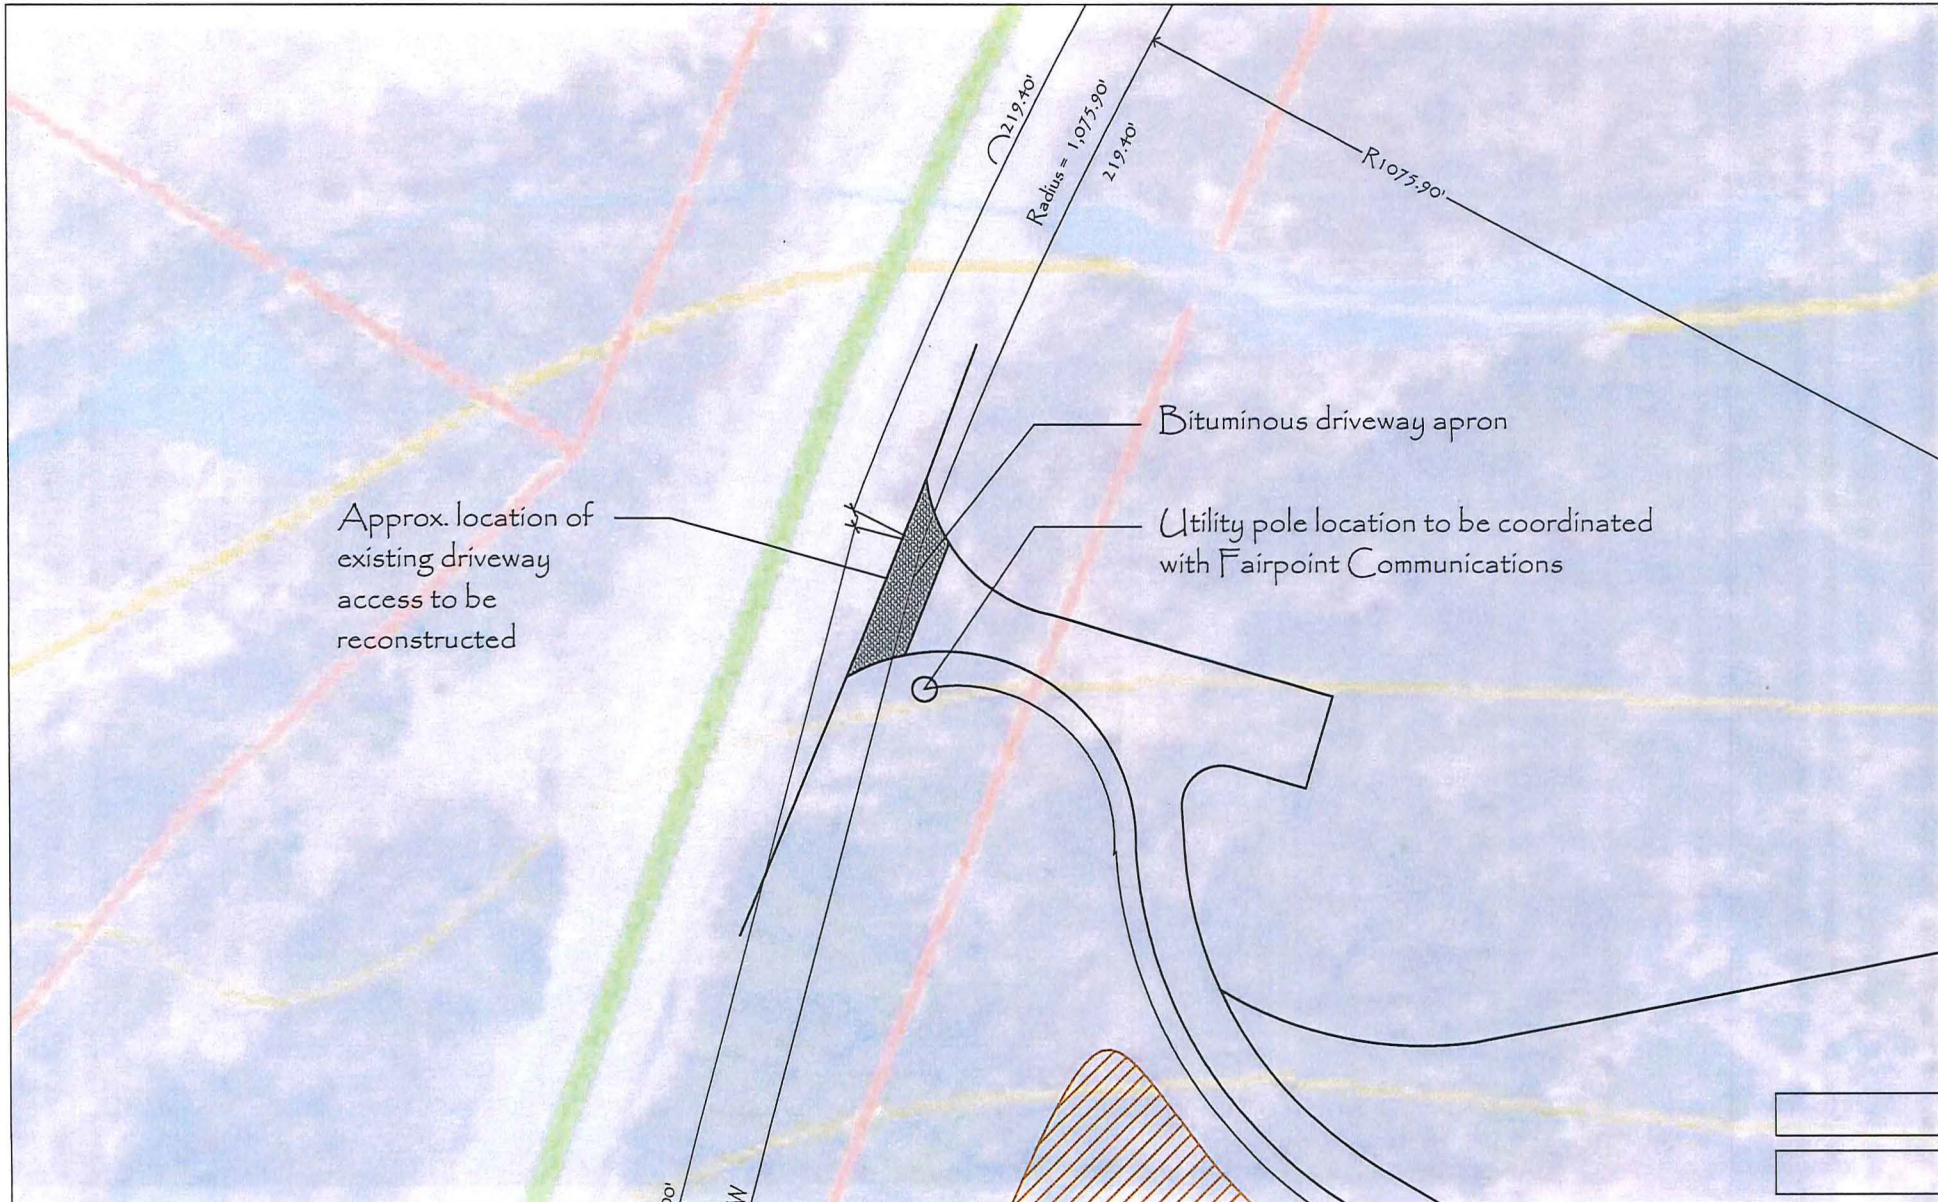 219.40'
Radius = 1,075.90'
219.40'
R1075.90'
Bituminous driveway apron
Approx. location of
existing driveway
access to be
reconstructed
Utility pole location to be coordinated
with Fairpoint Communications